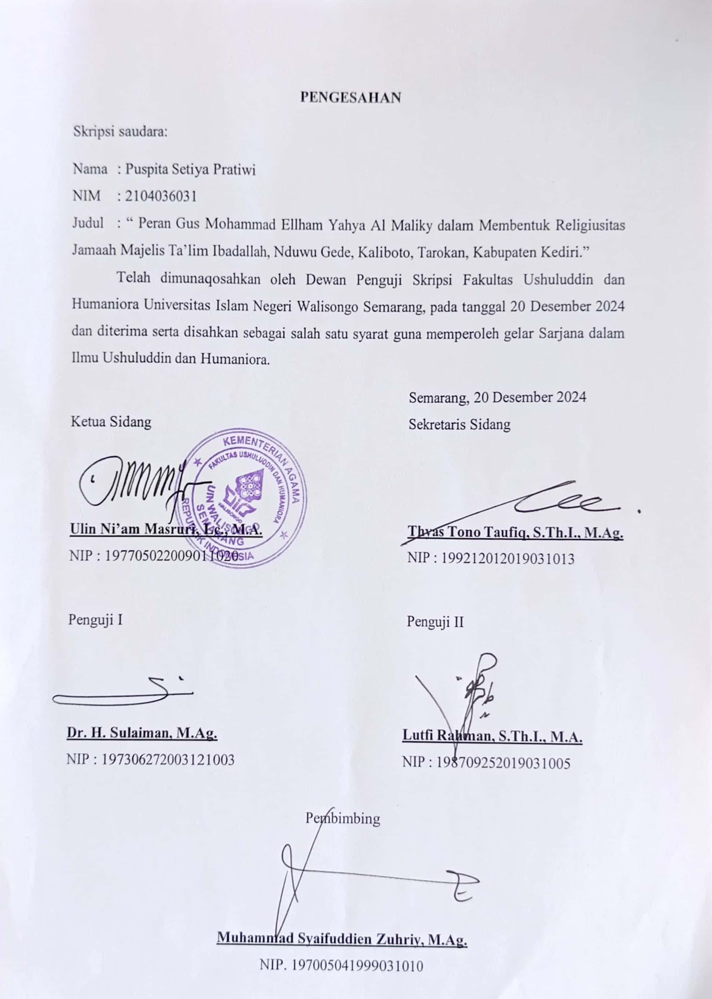 PENGESAHAN
Skripsi saudara:
Nama : Puspita Setiya Pratiwi
NIM : 2104036031
Judul : “ Peran Gus Mohammad Ellham Yahya Al Maliky dalam Membentuk Religiusitas
Jamaah Majelis Ta’lim Ibadallah, Nduwu Gede, Kaliboto, Tarokan, Kabupaten Kediri.”
Telah dimunaqosahkan oleh Dewan Penguji Skripsi Fakultas Ushuluddin dan
Humaniora Universitas Islam Negeri Walisongo Semarang, pada tanggal 20 Desember 2024
dan diterima serta disahkan sebagai salah satu syarat guna memperoleh gelar Sarjana dalam
Ilmu Ushuluddin dan Humaniora.
Semarang, 20 Desember 2024
Ketua Sidang
Sekretaris Sidang
KEMENTERIAN AGAMA
REPUBLIK INDONESIA
FAKULTAS USHULUDDIN DAN HUMANIORA
UIN WALISONGO
SEMARANG
UIN
WALISONGO
Ulin Ni’am Masruri, Lc., M.A.
NIP : 197705022009011020
Thyas Tono Taufiq, S.Th.I., M.Ag.
NIP : 199212012019031013
Penguji I
Penguji II
Dr. H. Sulaiman, M.Ag.
NIP : 197306272003121003
Lutfi Rahman, S.Th.I., M.A.
NIP : 198709252019031005
Pembimbing
Muhammad Syaifuddien Zuhriy, M.Ag.
NIP. 197005041999031010